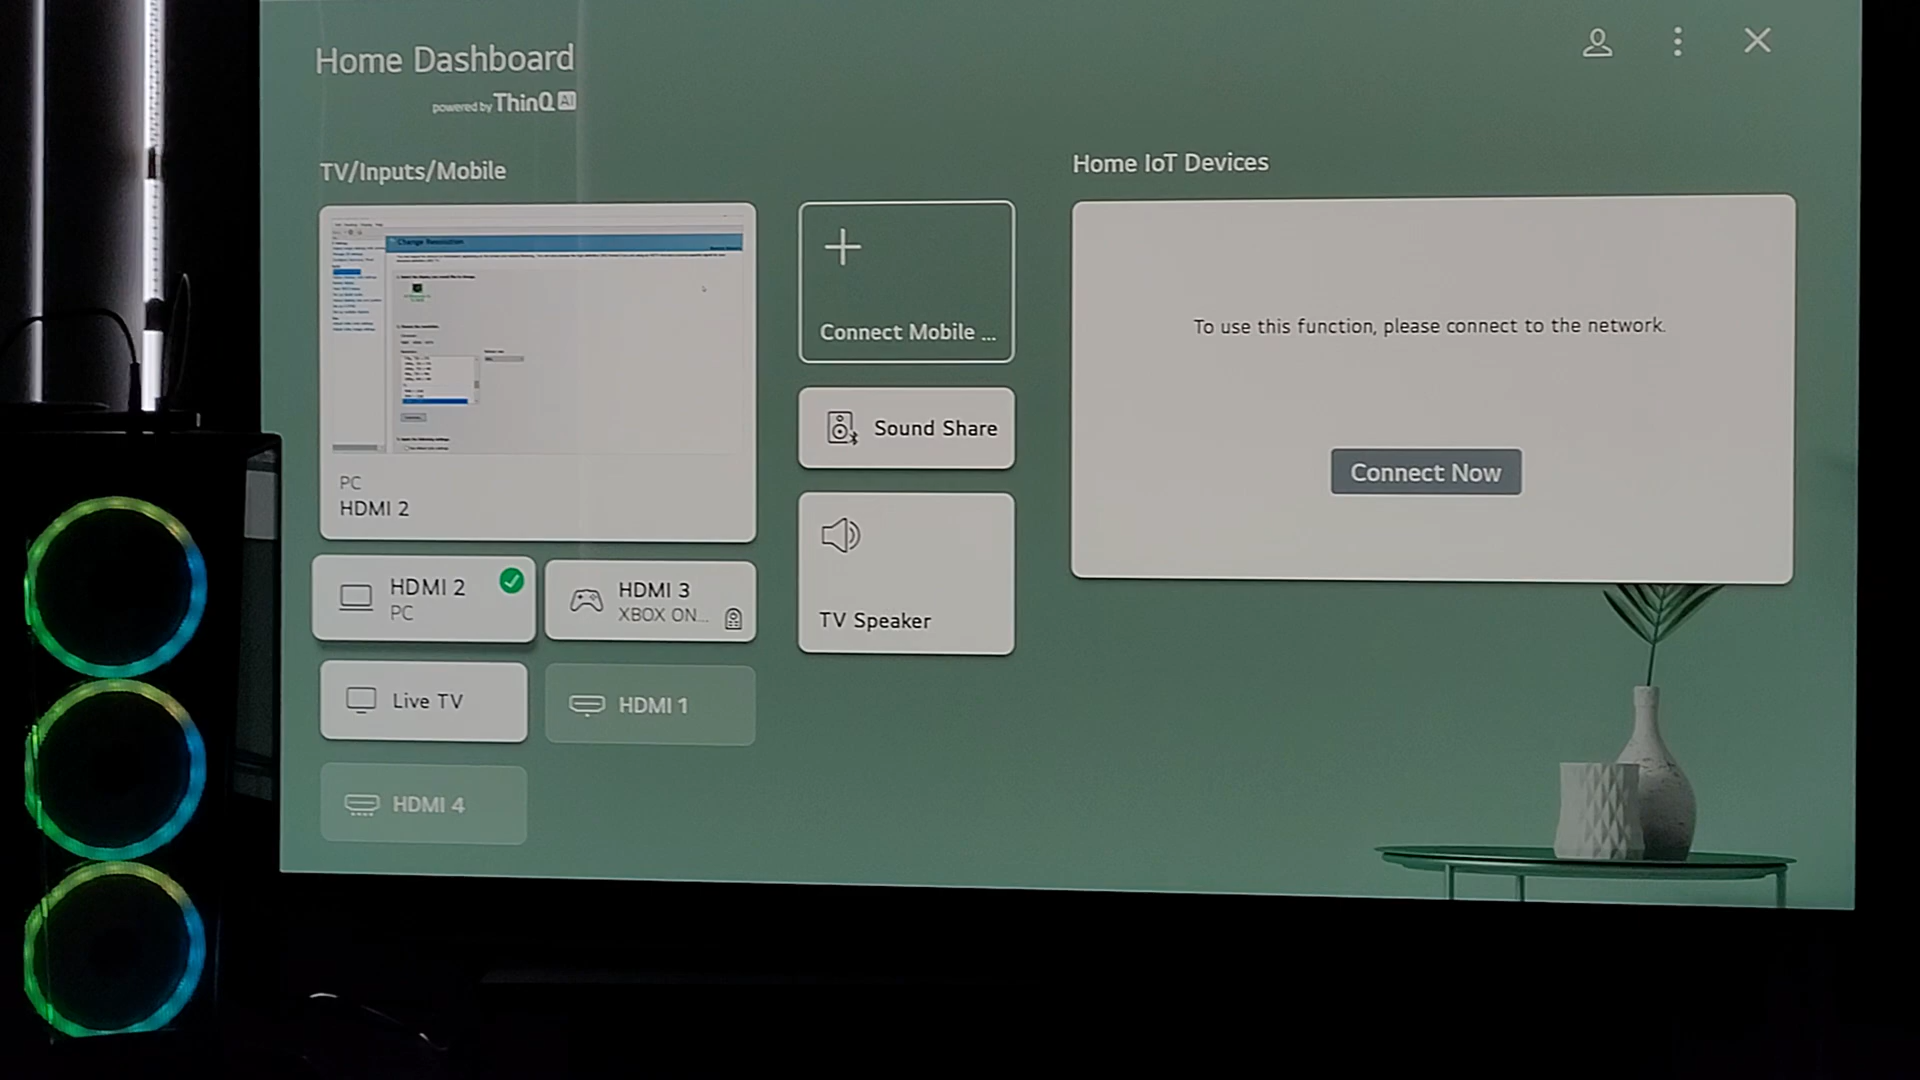 Home Dashboard
powered by ThinQ AI
TV/Inputs/Mobile
Home IoT Devices
Change Resolution
Connect Mobile ...
To use this function, please connect to the network.
Sound Share
Connect Now
PC
HDMI 2
HDMI 2
PC
HDMI 3
XBOX ON...
TV Speaker
Live TV
HDMI 1
HDMI 4